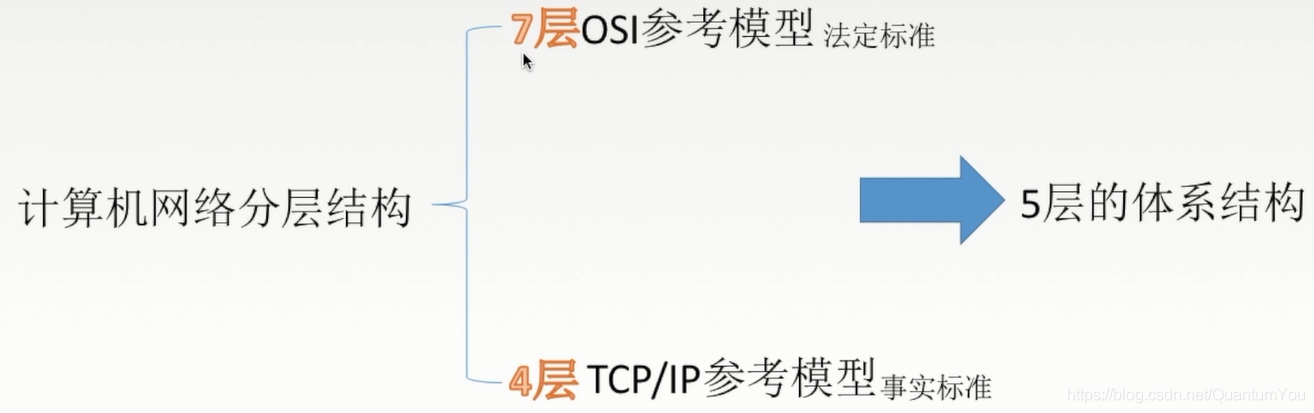 7层OSI参考模型 法定标准
计算机网络分层结构
5层的体系结构
4层 TCP/IP参考模型 事实标准
https://blog.csdn.net/QuantumYou